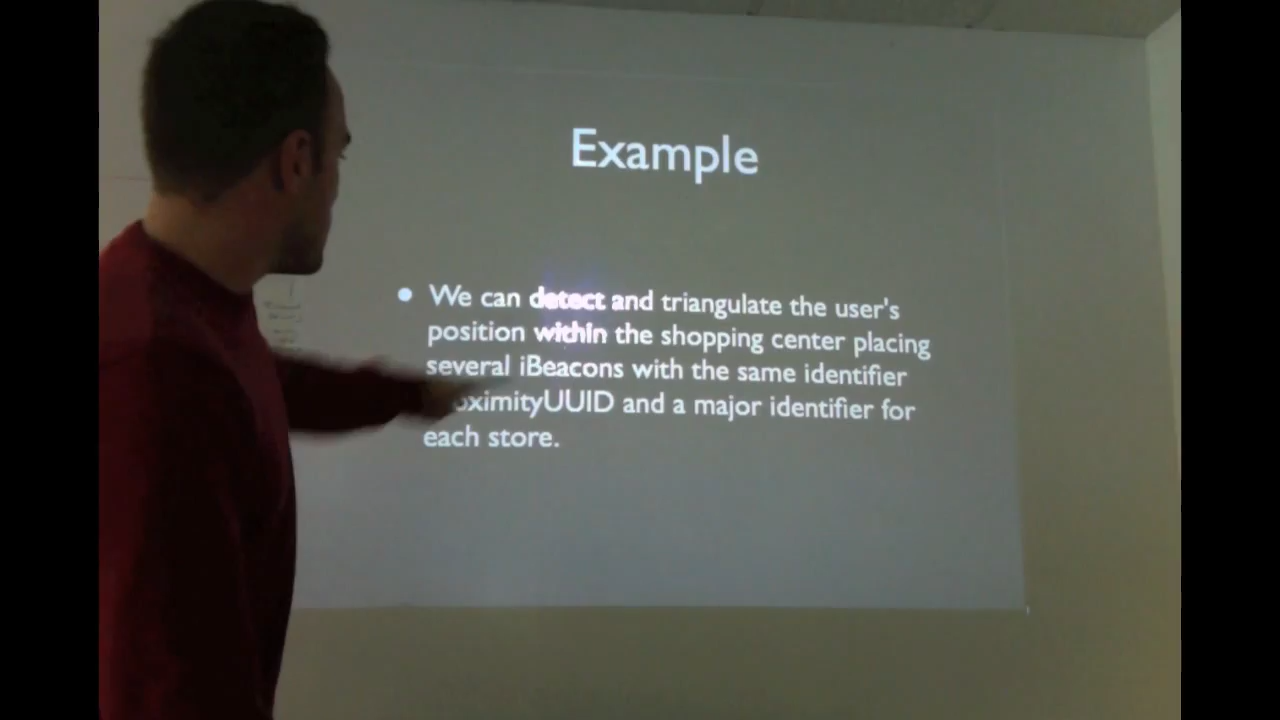 Example
• We can detect and triangulate the user's
position within the shopping center placing
several iBeacons with the same identifier
oximityUUID and a major identifier for
each store.